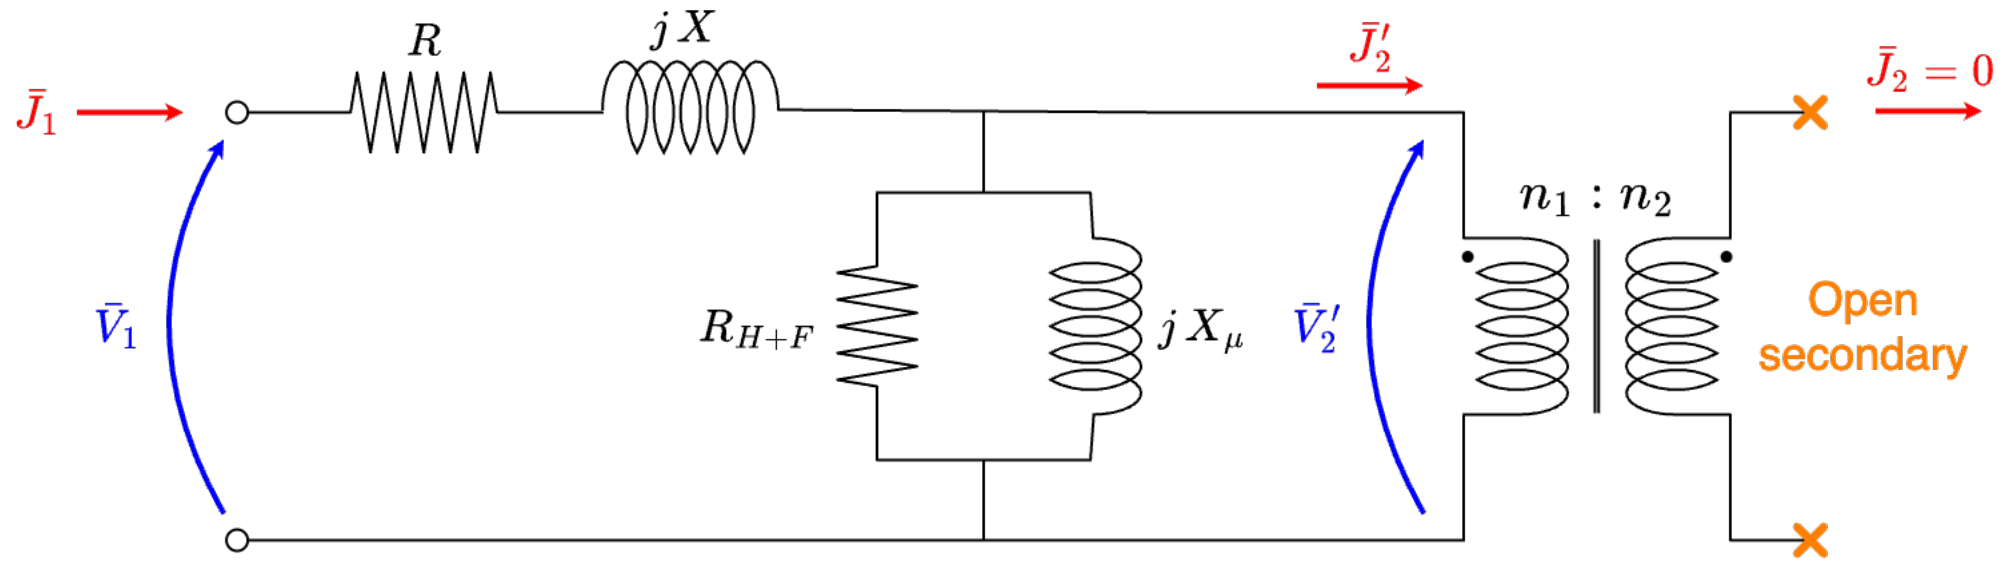 R
j X
J̄₁
J̄₂′
J̄₂ = 0
n₁ : n₂
V̄₁
R_{H+F}
j X_μ
V̄₂′
Open
secondary